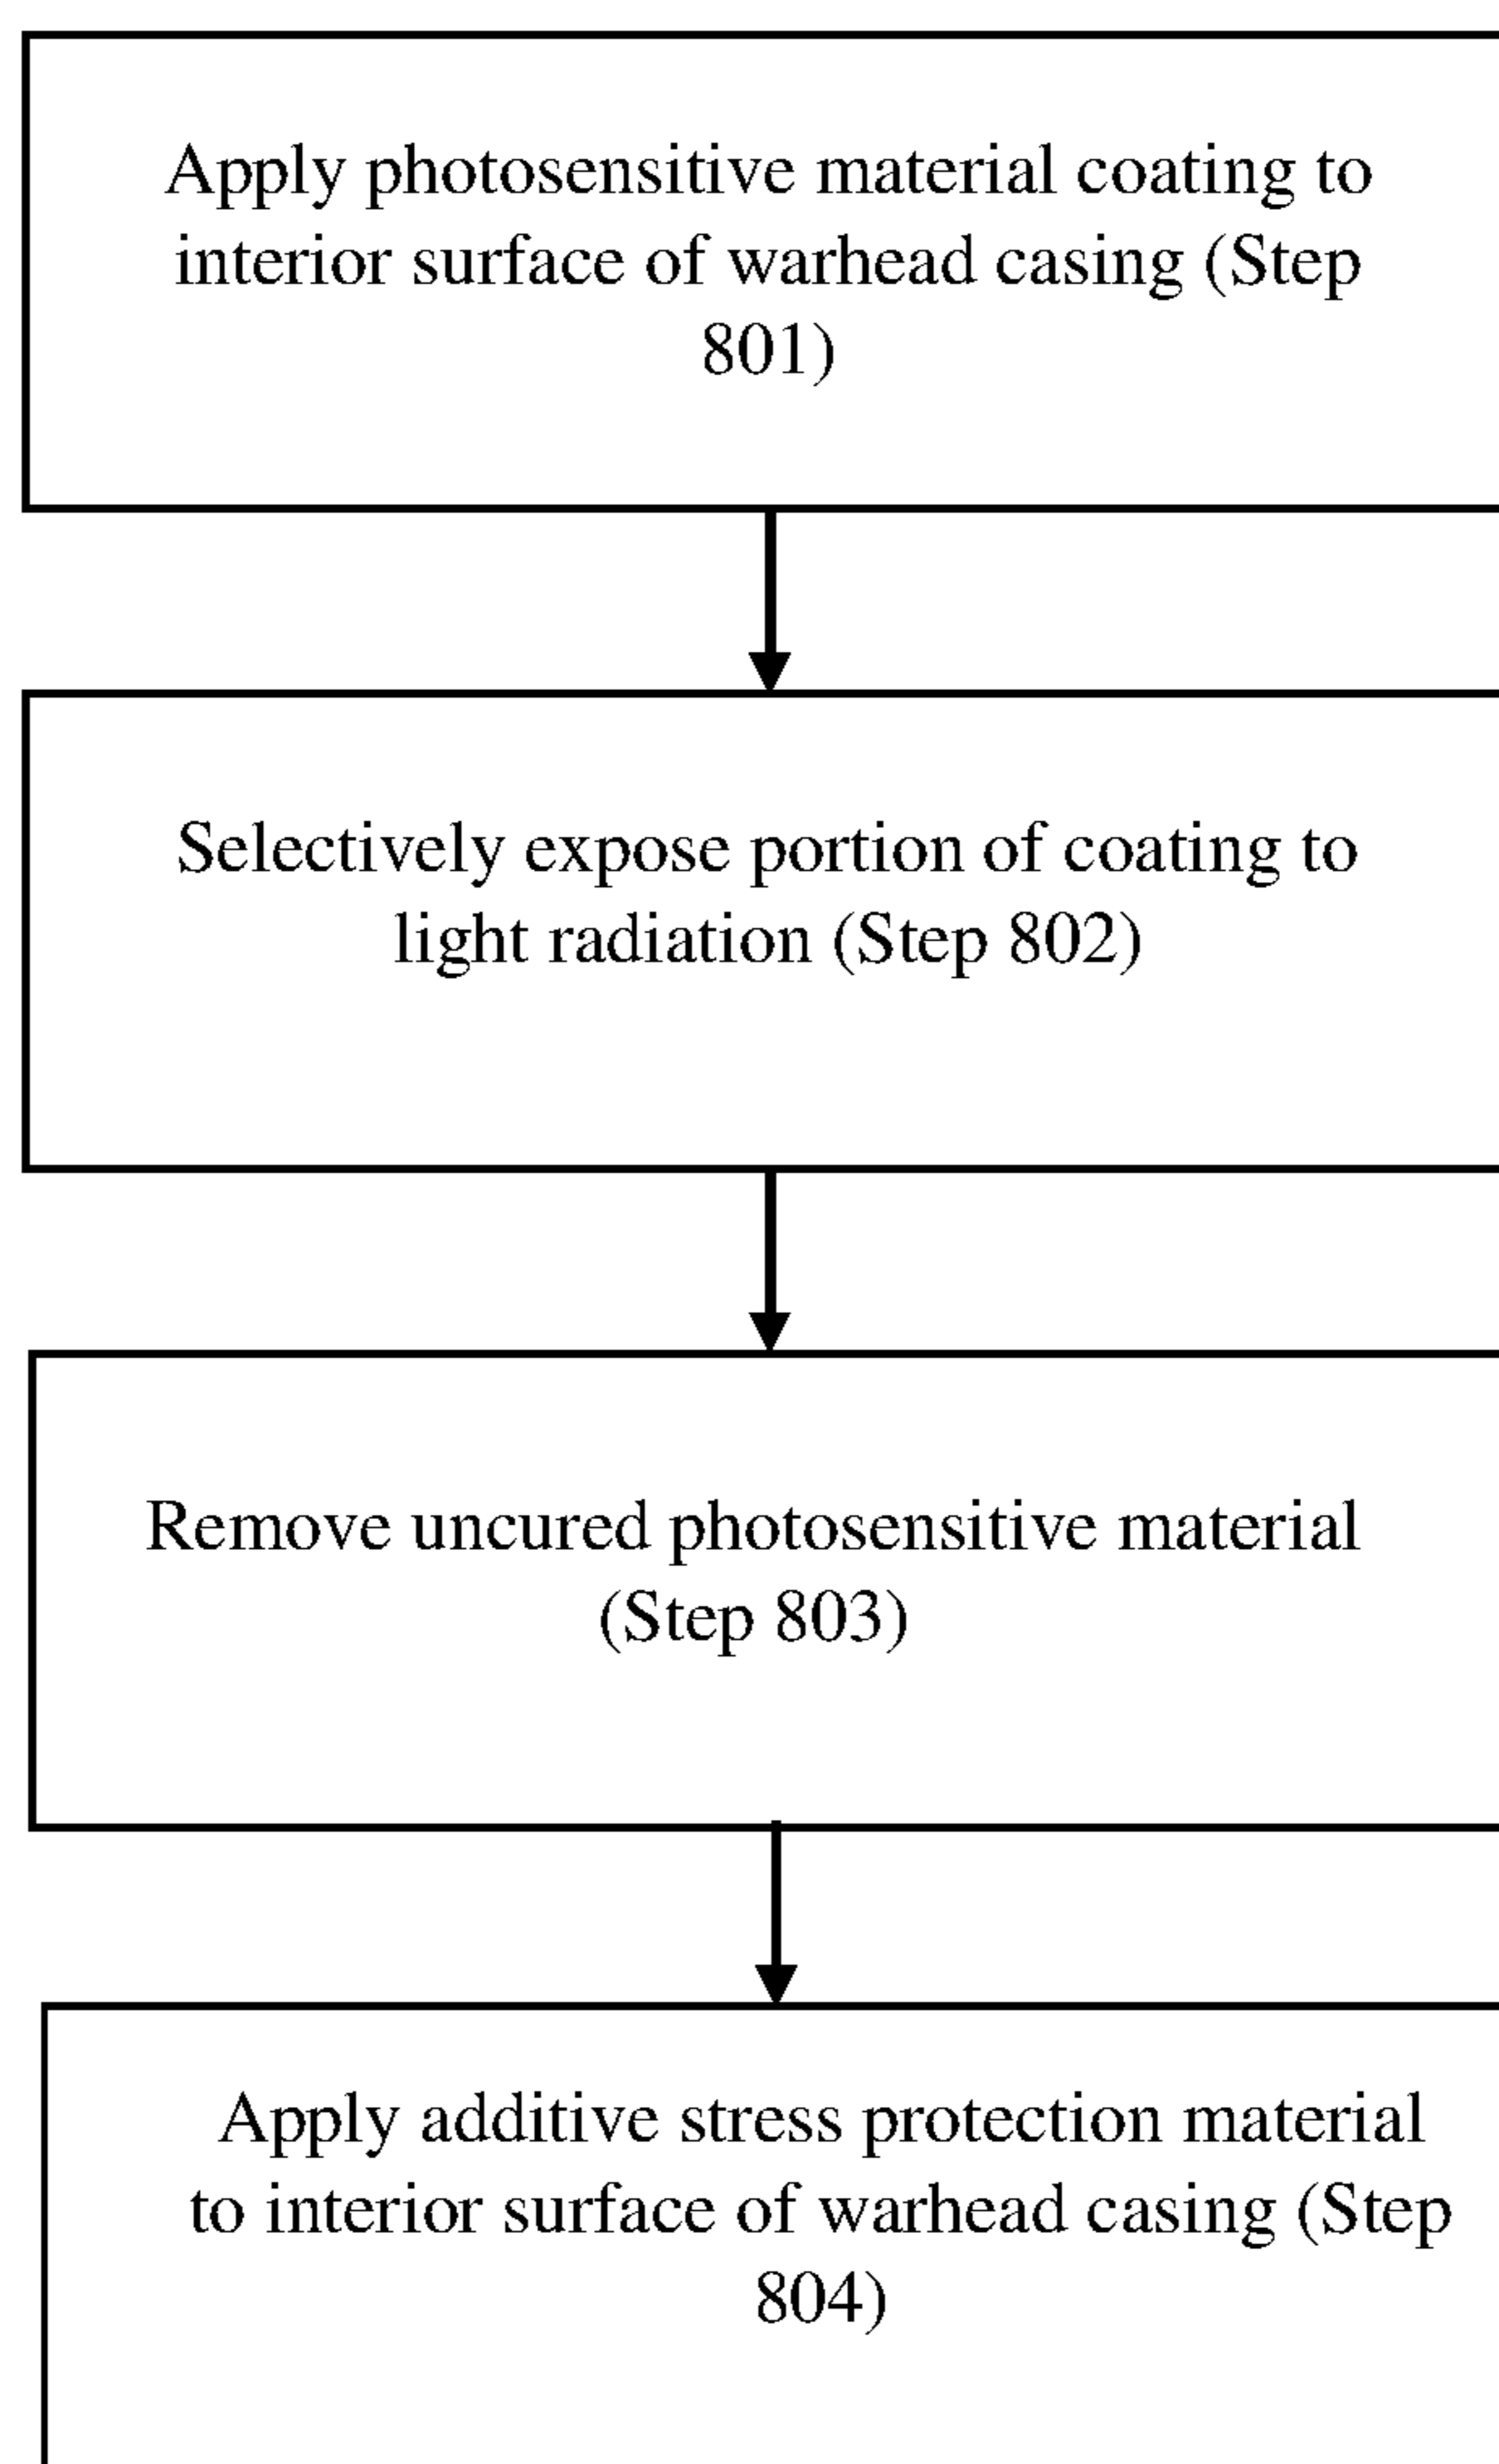 Apply photosensitive material coating to
interior surface of warhead casing (Step
801)
Selectively expose portion of coating to
light radiation (Step 802)
Remove uncured photosensitive material
(Step 803)
Apply additive stress protection material
to interior surface of warhead casing (Step
804)